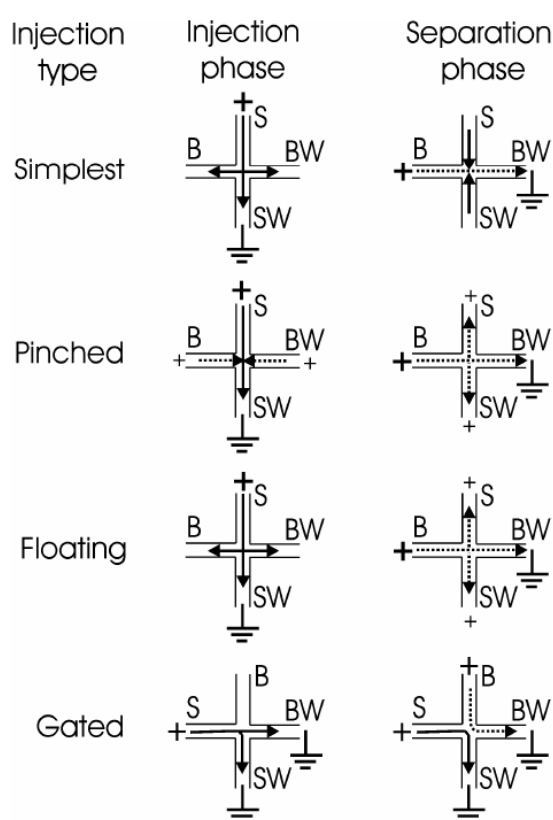 Injection type Injection phase Separation phase
+ S
B BW B BW
Simplest +
SW SW
+ S S +
B BW B BW
Pinched + + +
SW SW +
+ S S +
B BW B BW
Floating +
SW SW +
B + B
S BW S BW
Gated + +
SW SW